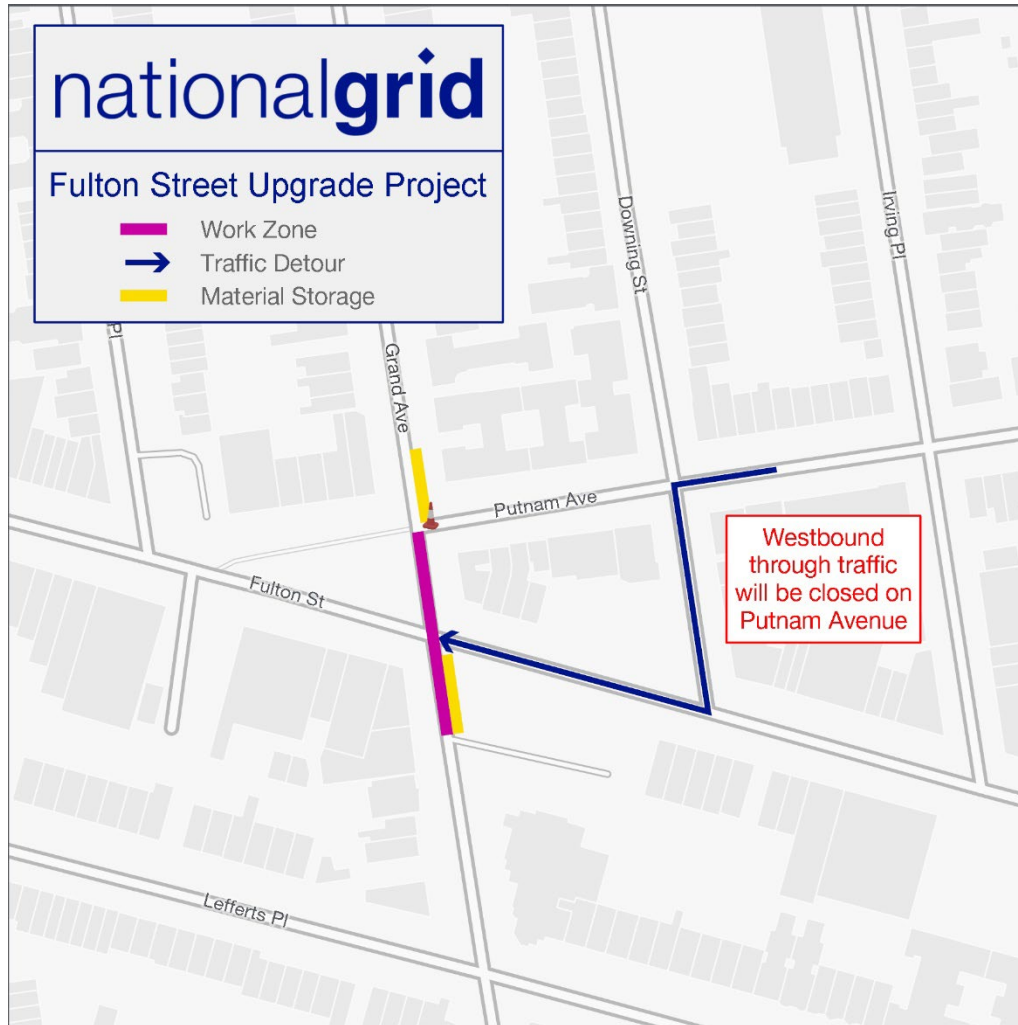 nationalgrid
Fulton Street Upgrade Project
Work Zone
Traffic Detour
Material Storage
Pl
Grand Ave
Downing St
Irving Pl
Putnam Ave
Westbound
through traffic
will be closed on
Putnam Avenue
Fulton St
Lefferts Pl